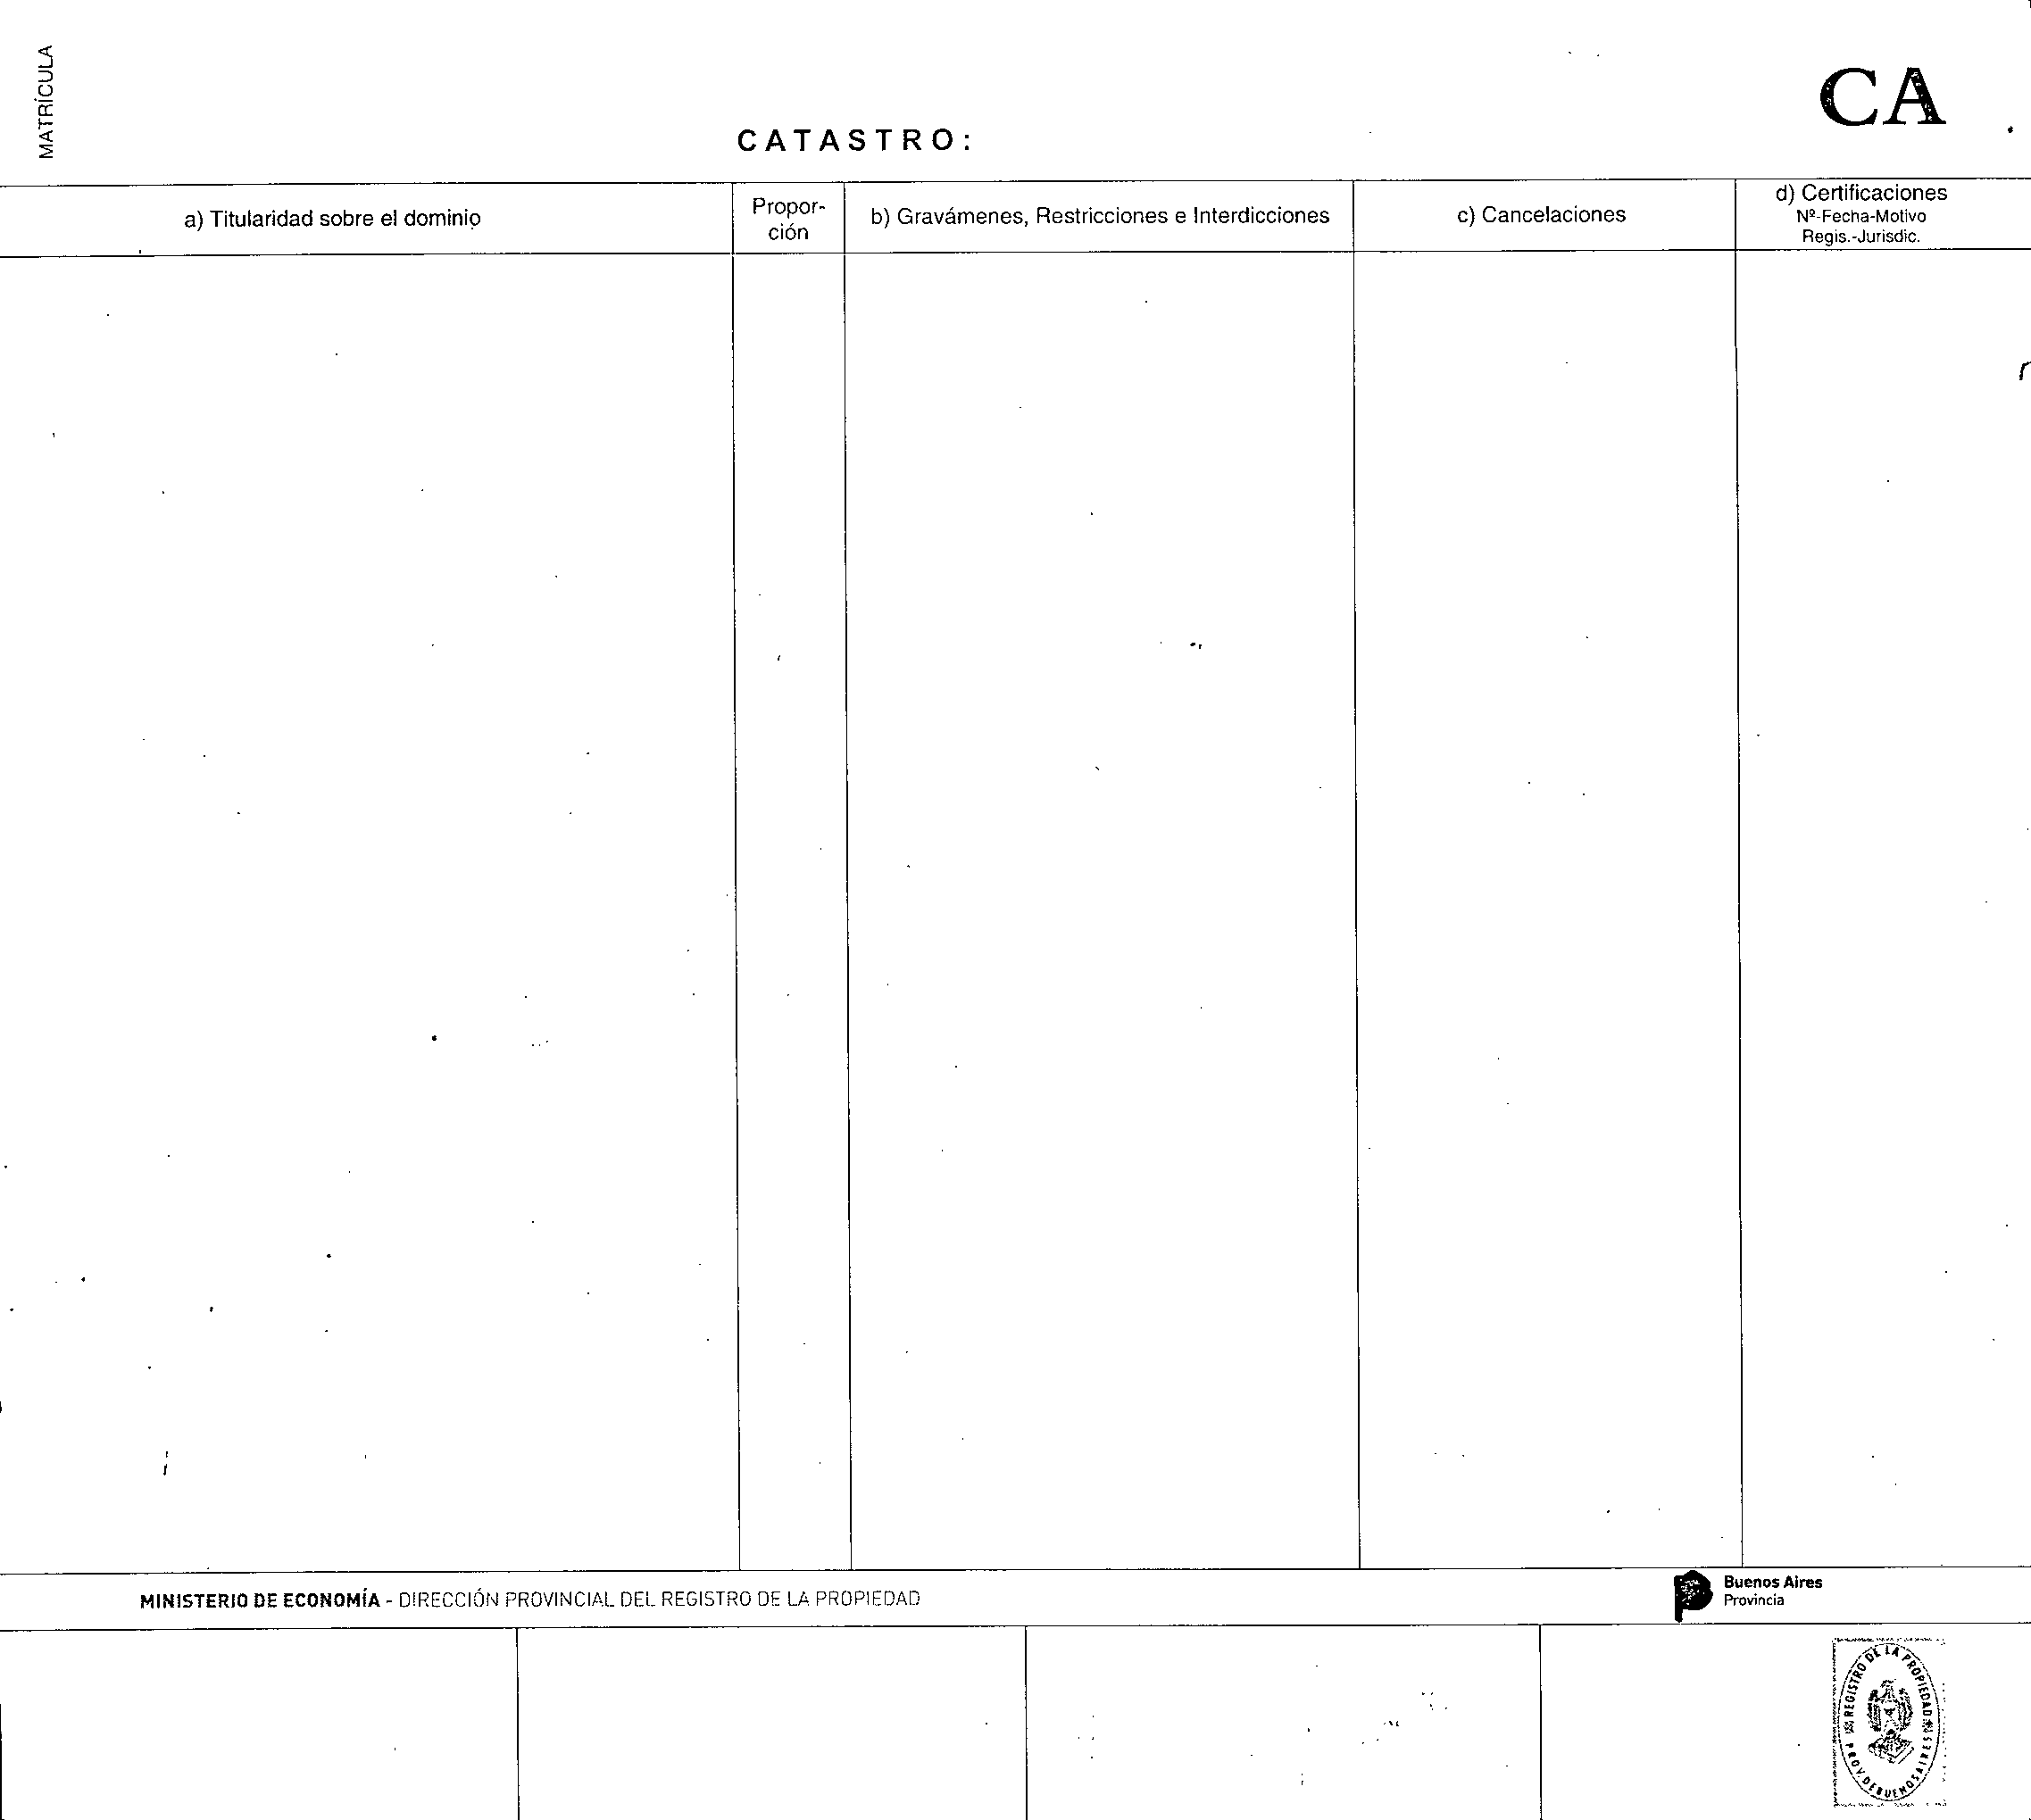 MATRÍCULA
CA
CATASTRO:
a) Titularidad sobre el dominio
Propor-
ción
b) Gravámenes, Restricciones e Interdicciones
c) Cancelaciones
d) Certificaciones
Nº-Fecha-Motivo
Regis.-Jurisdic.
MINISTERIO DE ECONOMÍA - DIRECCIÓN PROVINCIAL DEL REGISTRO DE LA PROPIEDAD
Buenos Aires
Provincia
REGISTRO DE LA PROPIEDAD
PROV. DE BUENOS AIRES